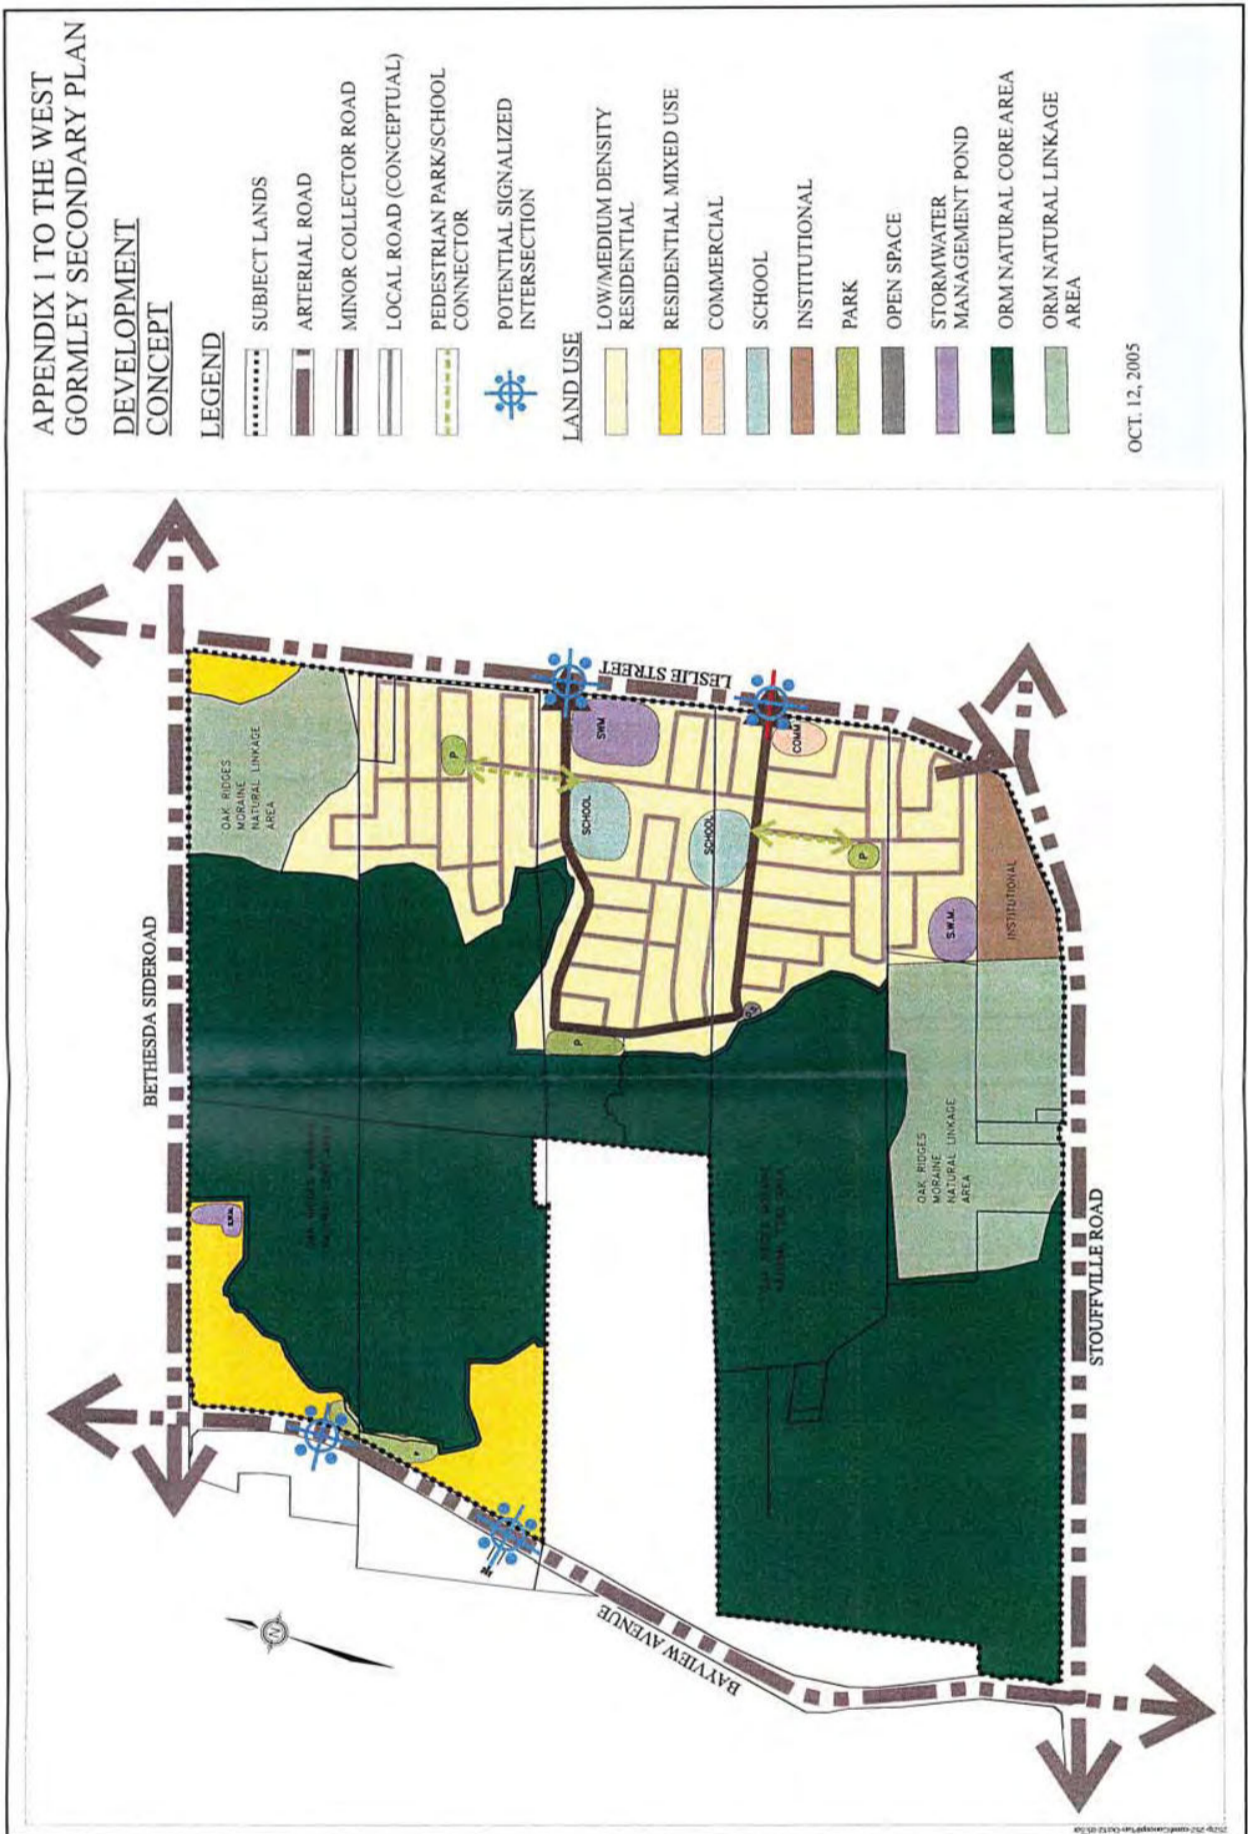 APPENDIX 1 TO THE WEST
GORMLEY SECONDARY PLAN
DEVELOPMENT
CONCEPT
LEGEND
SUBJECT LANDS
ARTERIAL ROAD
MINOR COLLECTOR ROAD
LOCAL ROAD (CONCEPTUAL)
PEDESTRIAN PARK/SCHOOL
CONNECTOR
POTENTIAL SIGNALIZED
INTERSECTION
LAND USE
LOW/MEDIUM DENSITY
RESIDENTIAL
RESIDENTIAL MIXED USE
COMMERCIAL
SCHOOL
INSTITUTIONAL
PARK
OPEN SPACE
STORMWATER
MANAGEMENT POND
ORM NATURAL CORE AREA
ORM NATURAL LINKAGE
AREA
OCT. 12, 2005
BETHESDA SIDEROAD
LESLIE STREET
STOUFFVILLE ROAD
BAYVIEW AVENUE
OAK RIDGES
MORAINE
NATURAL LINKAGE
AREA
P
SWM
SCHOOL
SCHOOL
COMM
P
S.W.M.
INSTITUTIONAL
P
OAK RIDGES
MORAINE
NATURAL LINKAGE
AREA
S.W.M.
P
N